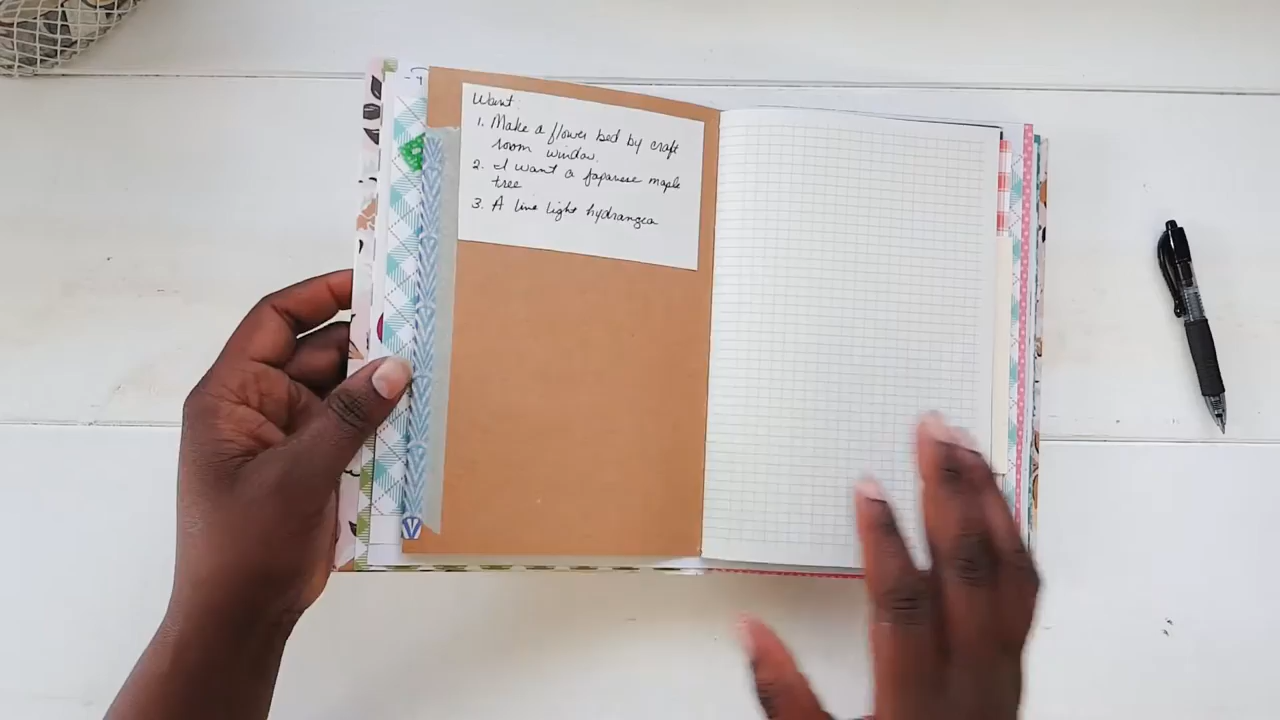 Want
1. Make a flower bed by craft
room window.
2. I want a Japanese maple
tree
3. A lime light hydrangea